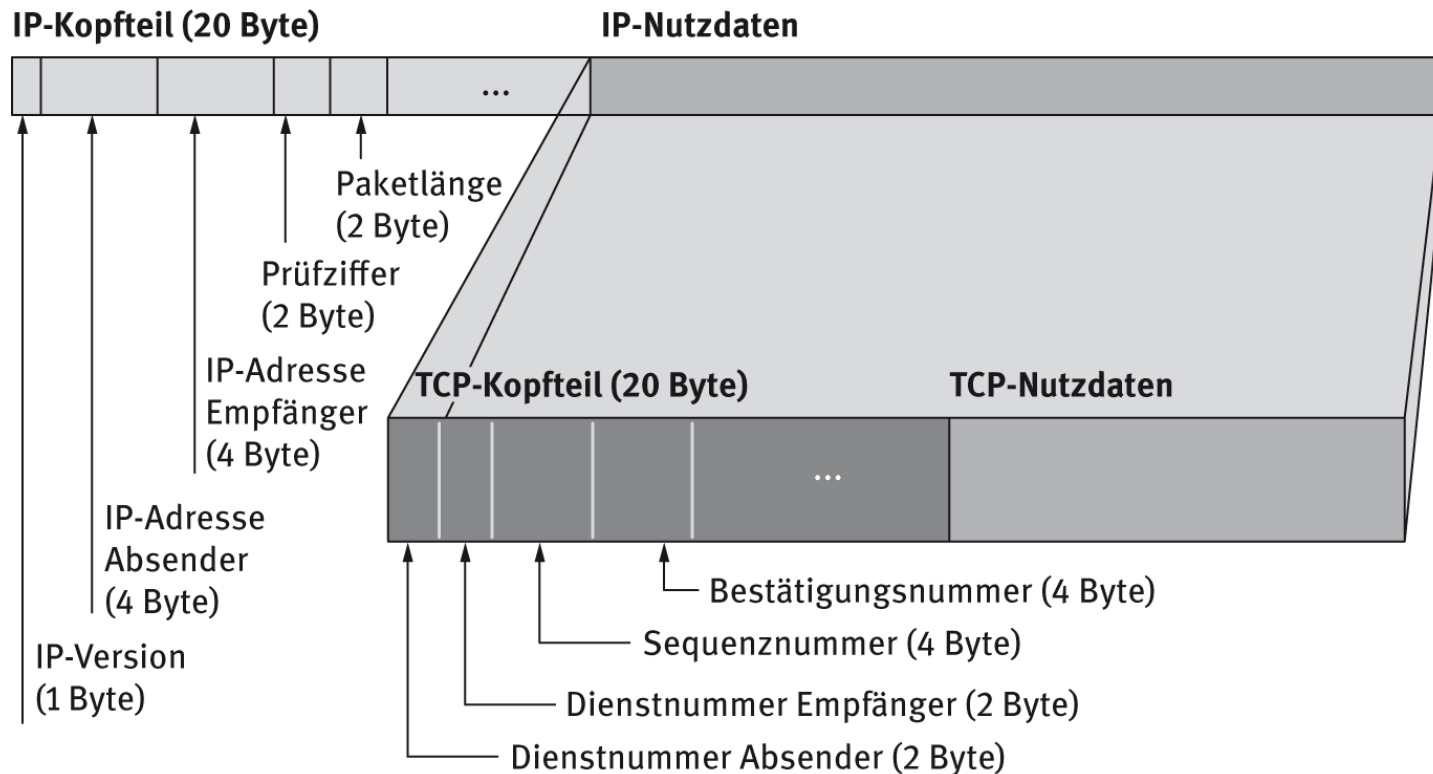 IP-Kopfteil (20 Byte)
IP-Nutzdaten
...
Paketlänge
(2 Byte)
Prüfziffer
(2 Byte)
IP-Adresse
Empfänger
(4 Byte)
IP-Adresse
Absender
(4 Byte)
IP-Version
(1 Byte)
TCP-Kopfteil (20 Byte)
TCP-Nutzdaten
...
Bestätigungsnummer (4 Byte)
Sequenznummer (4 Byte)
Dienstnummer Empfänger (2 Byte)
Dienstnummer Absender (2 Byte)